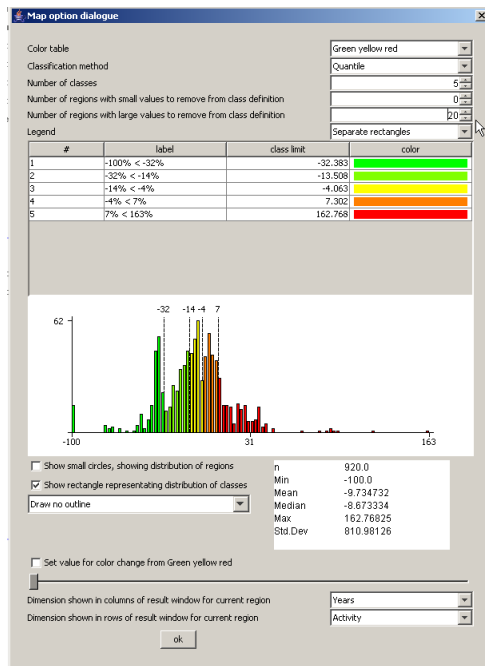 Map option dialogue
Color table Green yellow red
Classification method Quantile
Number of classes 5
Number of regions with small values to remove from class definition 0
Number of regions with large values to remove from class definition 20
Legend Separate rectangles
# label class limit color
1 -100% < -32% -32.383
2 -32% < -14% -13.508
3 -14% < -4% -4.063
4 -4% < 7% 7.302
5 7% < 163% 162.768
-32 -14 -4 7
62
-100 31 163
Show small circles, showing distribution of regions
Show rectangle representating distribution of classes
Draw no outline
n 920.0
Min -100.0
Mean -9.734732
Median -8.673334
Max 162.76825
Std.Dev 810.98126
Set value for color change from Green yellow red
Dimension shown in columns of result window for current region Years
Dimension shown in rows of result window for current region Activity
ok